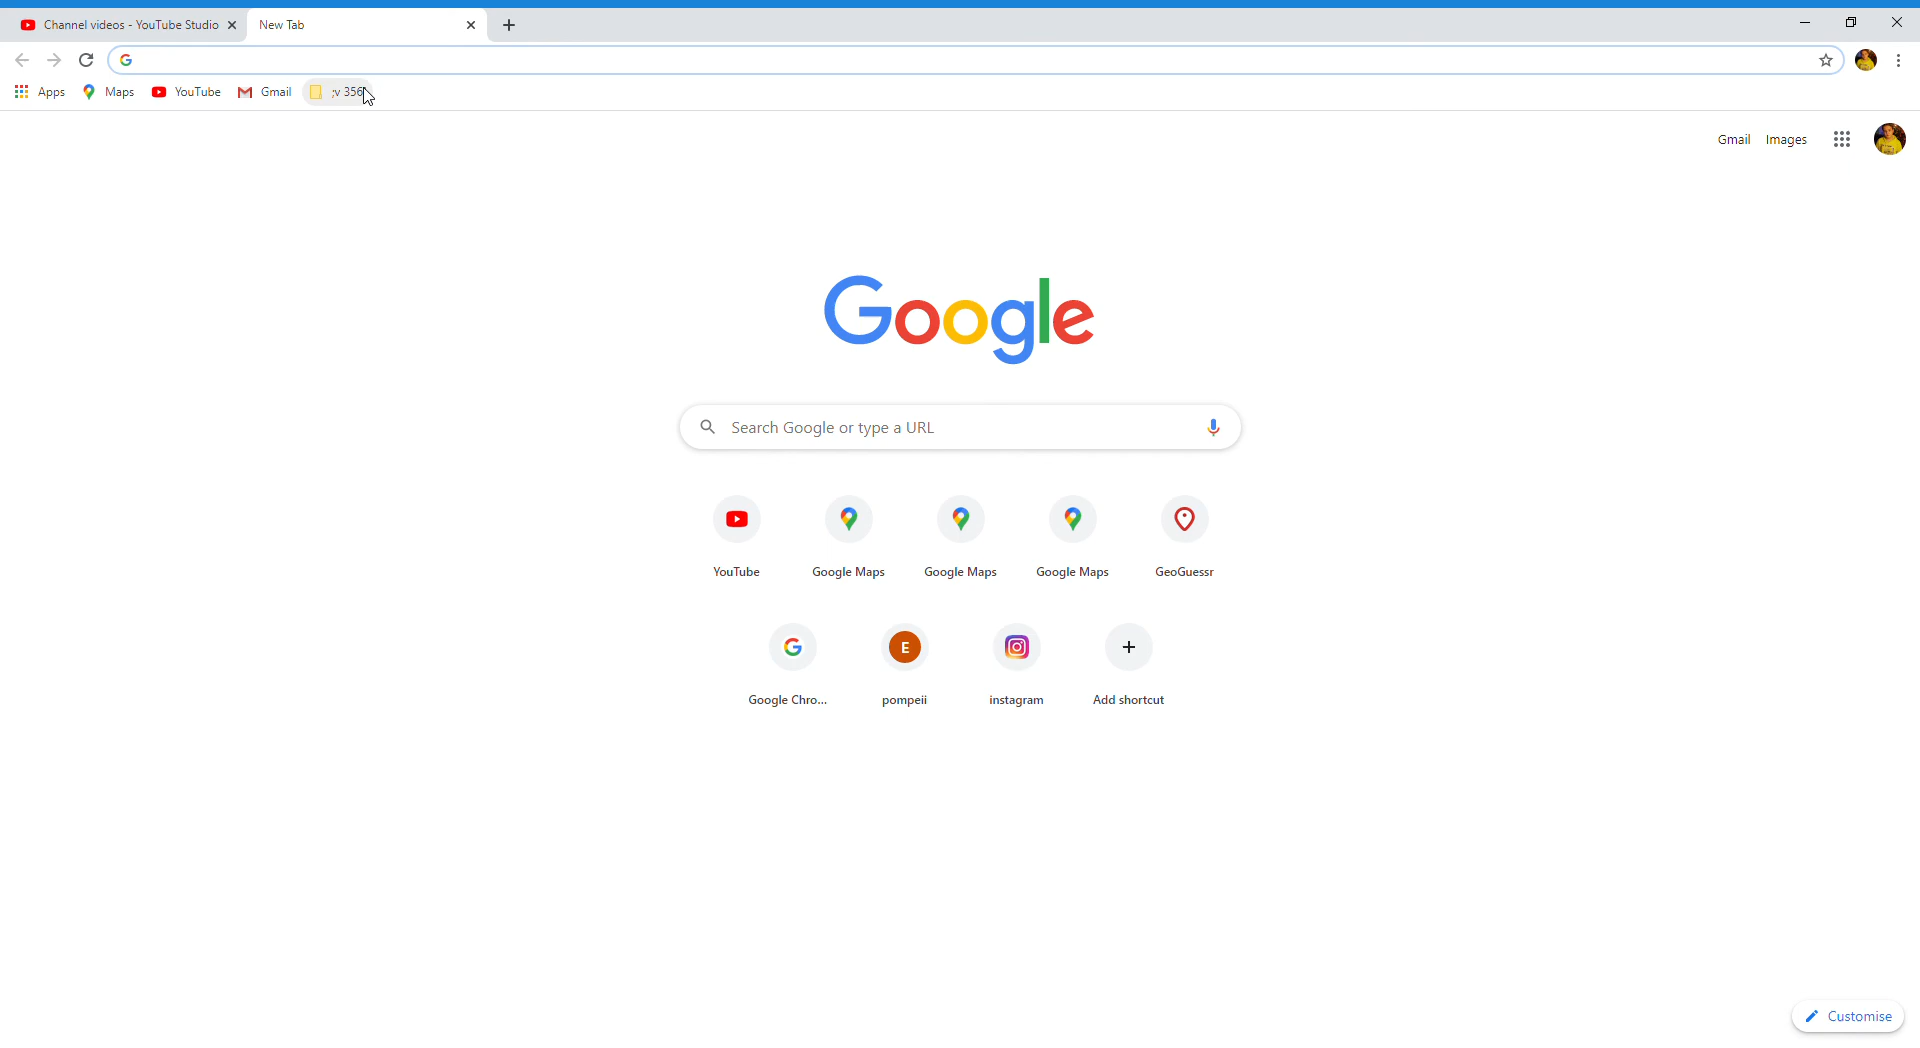 Channel videos - YouTube Studio
New Tab
Apps
Maps
YouTube
Gmail
;v 356
Gmail
Images
Google
Search Google or type a URL
YouTube
Google Maps
Google Maps
Google Maps
GeoGuessr
E
Google Chro...
pompeii
instagram
Add shortcut
Customise